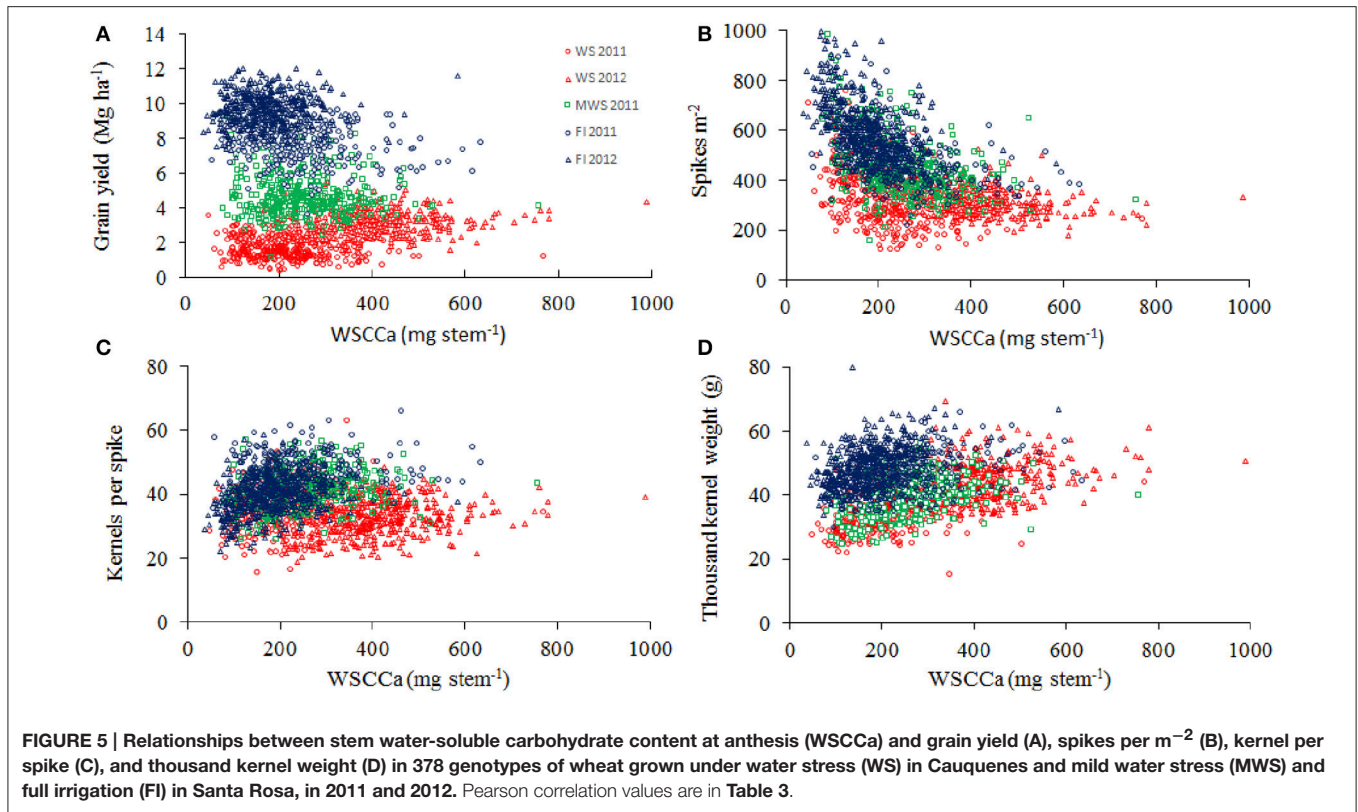 A
14
12
10
8
6
4
2
0
Grain yield (Mg ha⁻¹)
0 200 400 600 800 1000
WSCCa (mg stem⁻¹)
WS 2011
WS 2012
MWS 2011
FI 2011
FI 2012
B
1000
800
600
400
200
0
Spikes m⁻²
0 200 400 600 800 1000
WSCCa (mg stem⁻¹)
C
80
60
40
20
0
Kernels per spike
0 200 400 600 800 1000
WSCCa (mg stem⁻¹)
D
80
60
40
20
0
Thousand kernel weight (g)
0 200 400 600 800 1000
WSCCa (mg stem⁻¹)
FIGURE 5 | Relationships between stem water-soluble carbohydrate content at anthesis (WSCCa) and grain yield (A), spikes per m⁻² (B), kernel per
spike (C), and thousand kernel weight (D) in 378 genotypes of wheat grown under water stress (WS) in Cauquenes and mild water stress (MWS) and
full irrigation (FI) in Santa Rosa, in 2011 and 2012. Pearson correlation values are in Table 3.